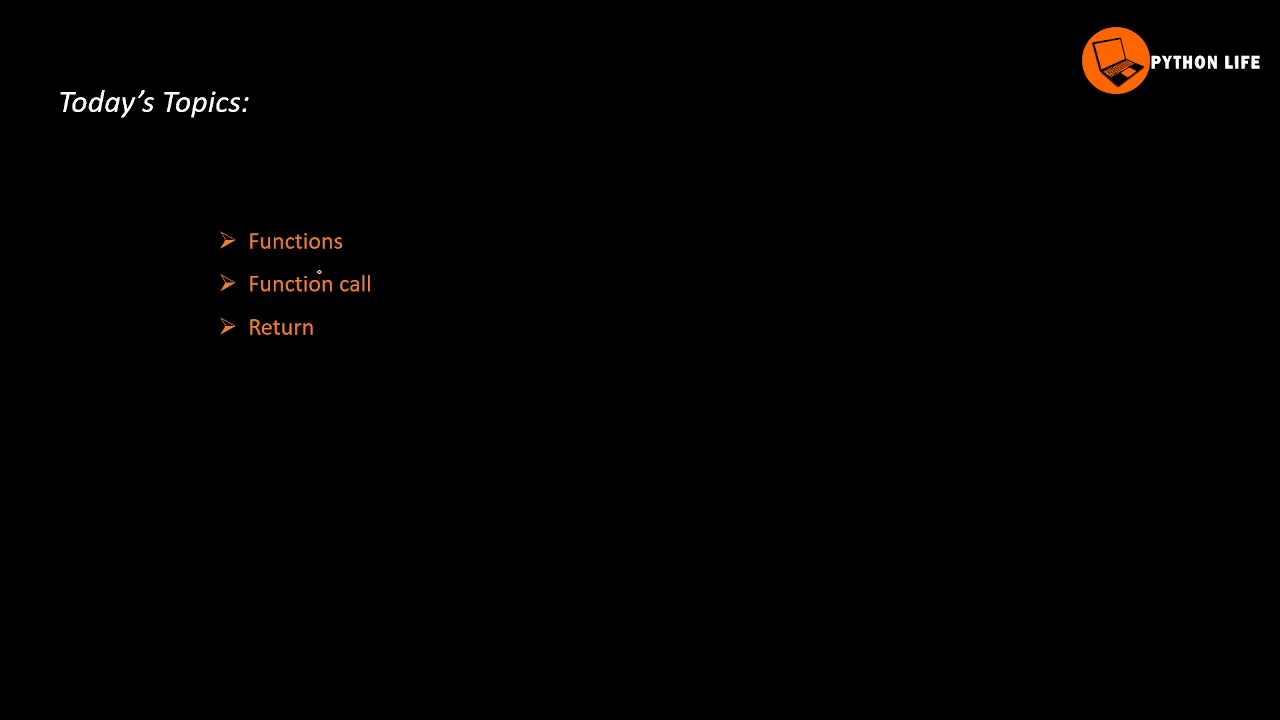 PYTHON LIFE
Today’s Topics:
Functions
Function call
Return